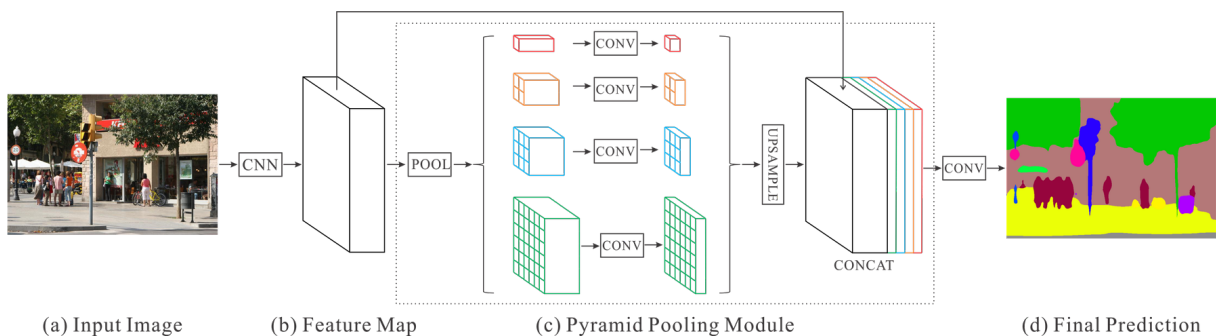 CNN
POOL
CONV
CONV
CONV
CONV
UPSAMPLE
CONCAT
CONV
(a) Input Image
(b) Feature Map
(c) Pyramid Pooling Module
(d) Final Prediction